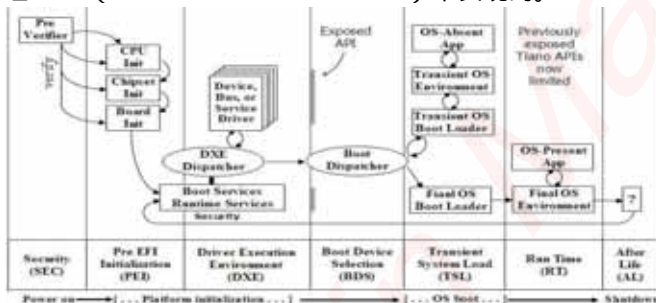 Pre
Verifier
verify
CPU
Init
Chipset
Init
Board
Init
Device,
Bus, or
Service
Driver
DXE
Dispatcher
Boot Services
Runtime Services
Security
Exposed
API
Boot
Dispatcher
OS-Absent
App
Transient OS
Environment
Transient OS
Boot Loader
Fianl OS
Boot Loader
Previously
exposed
Tiano APIs
now
limited
OS-Present
App
Final OS
Environment
?
Security
(SEC)
Pre EFI
Initialization
(PEI)
Driver Execution
Environment
(DXE)
Boot Device
Selection
(BDS)
Transient
System Load
(TSL)
Run Time
(RT)
After
Life
(AL)
Power on [ . . . Platform initialization . . . ] [ . . . OS boot . . . ] Shutdown